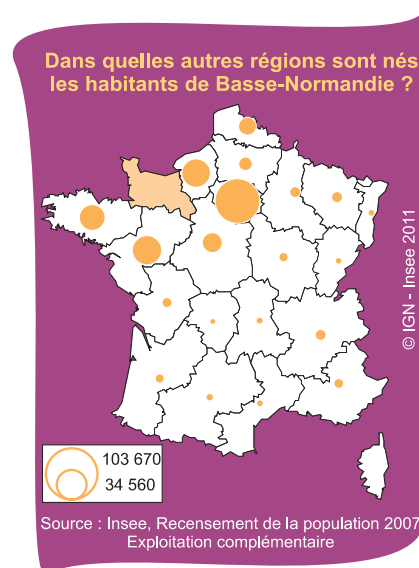 Dans quelles autres régions sont nés
les habitants de Basse-Normandie ?
© IGN - Insee 2011
103 670
34 560
Source : Insee, Recensement de la population 2007
Exploitation complémentaire